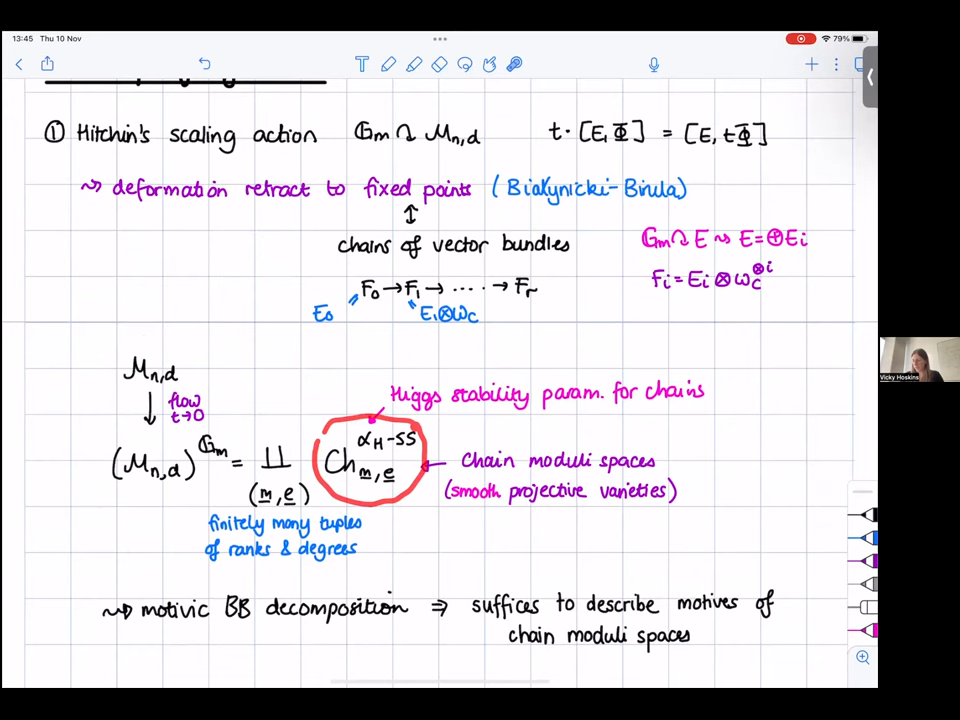 13:45 Thu 10 Nov
79%
① Hitchin's scaling action 𝔾m ↷ ℳn,d t · [E, Φ] = [E, tΦ]
⇝ deformation retract to fixed points (Białynicki-Birula)
↕
chains of vector bundles
𝔾m ↷ E ⇝ E = ⊕Ei
Fi = Ei ⊗ ωC^⊗i
F0 → F1 → ···· → Fr
E0 E1⊗ωC
ℳn,d
↓ flow t→0
Higgs stability param. for chains
(ℳn,d)^𝔾m = ⨿ Ch_m,e^αH-SS ← Chain moduli spaces
(m, e) (smooth projective varieties)
finitely many tuples
of ranks & degrees
⇝ motivic BB decomposition ⇒ suffices to describe motives of
chain moduli spaces
Vicky Hoskins